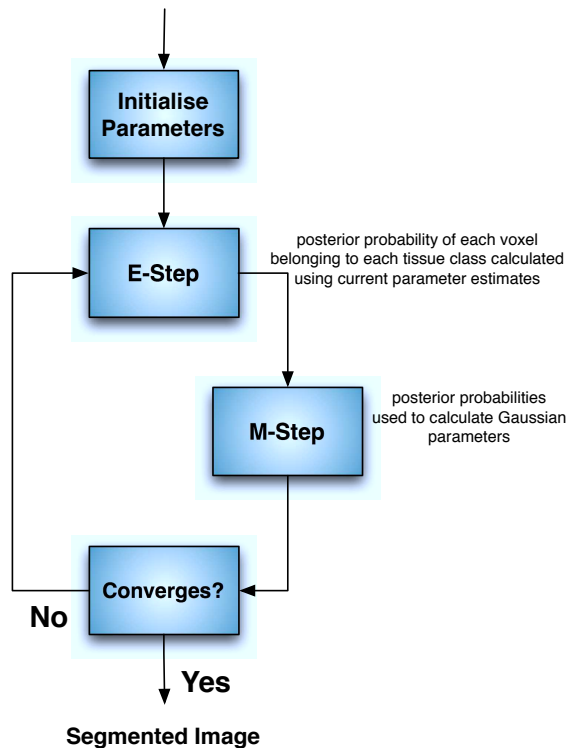 Initialise
Parameters
E-Step
posterior probability of each voxel
belonging to each tissue class calculated
using current parameter estimates
M-Step
posterior probabilities
used to calculate Gaussian
parameters
Converges?
No
Yes
Segmented Image